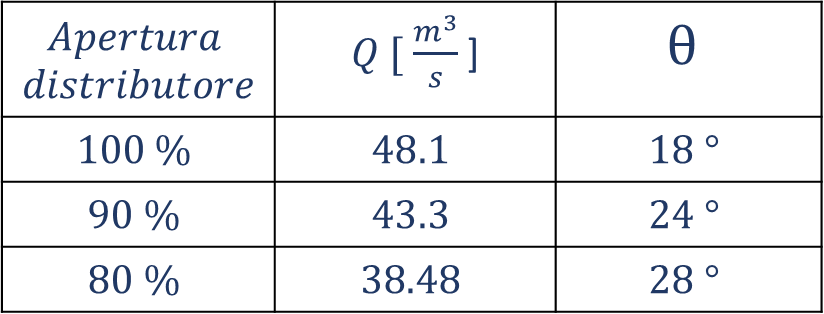 Apertura distributore Q [ m³/s ] θ
100 % 48.1 18 °
90 % 43.3 24 °
80 % 38.48 28 °